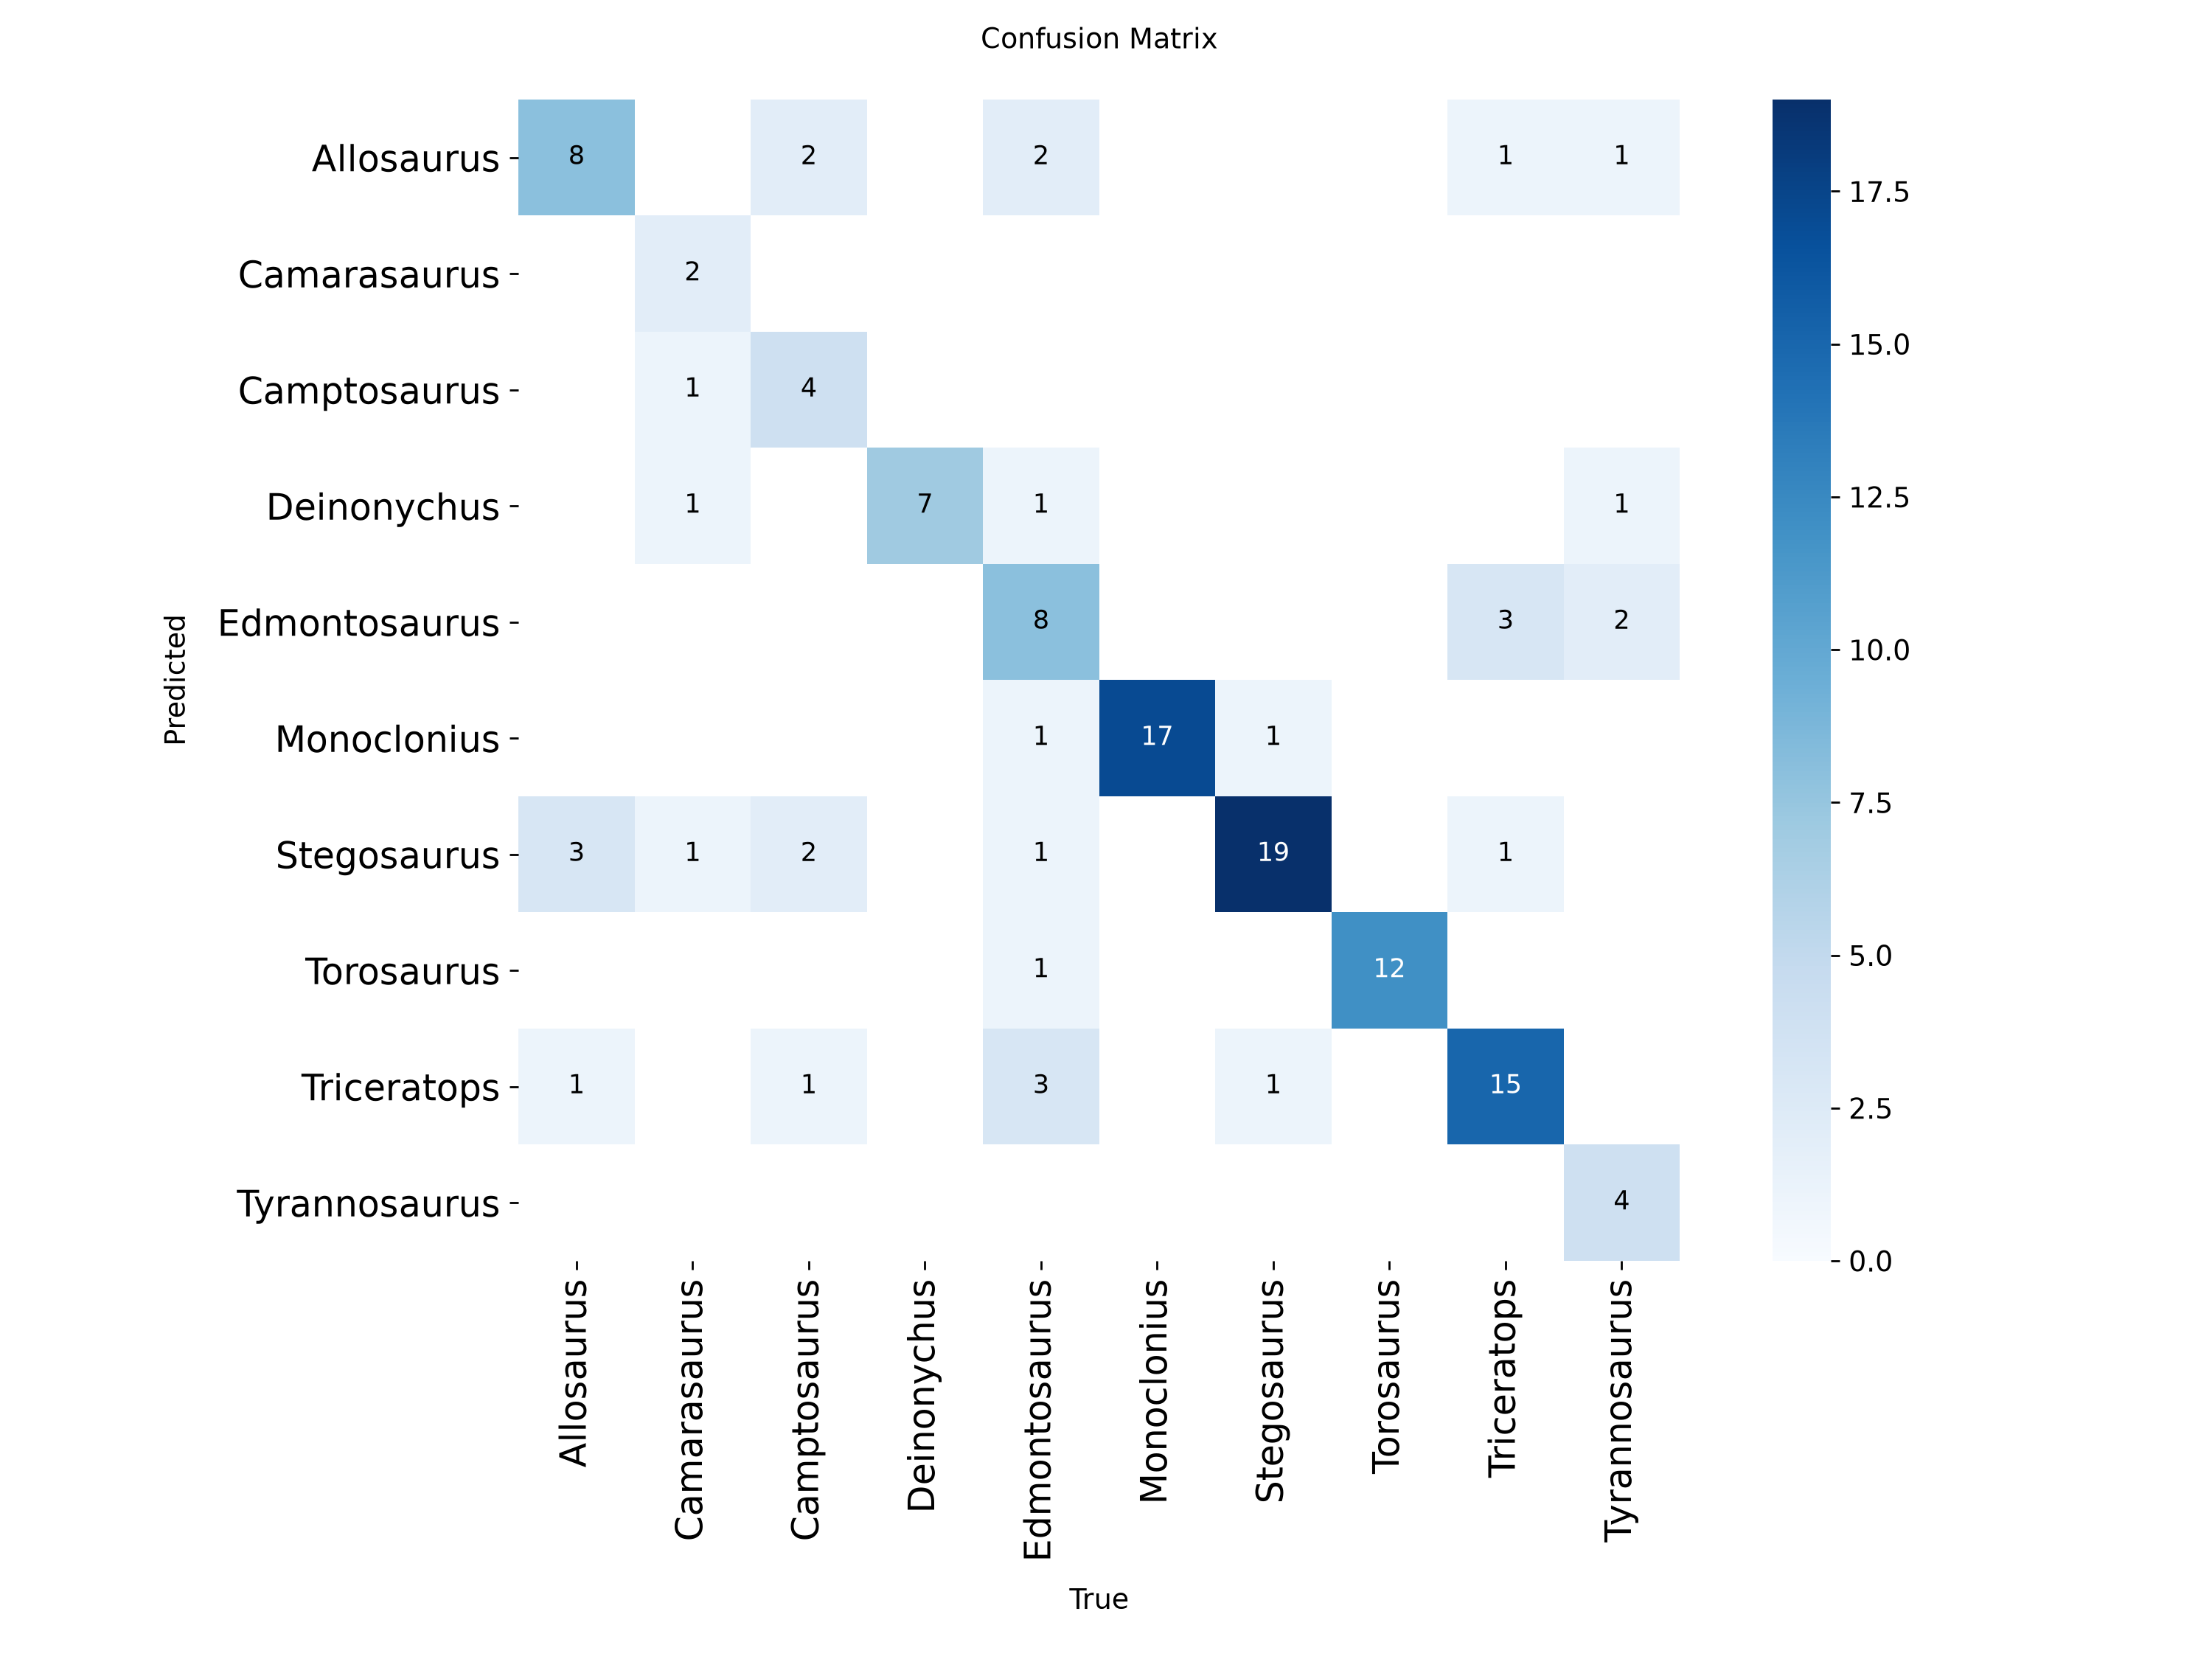 Confusion Matrix
Allosaurus 8 2 2 1 1
Camarasaurus 2
Camptosaurus 1 4
Deinonychus 1 7 1 1
Edmontosaurus 8 3 2
Monoclonius 1 17 1
Stegosaurus 3 1 2 1 19 1
Torosaurus 1 12
Triceratops 1 1 3 1 15
Tyrannosaurus 4
Predicted
Allosaurus
Camarasaurus
Camptosaurus
Deinonychus
Edmontosaurus
Monoclonius
Stegosaurus
Torosaurus
Triceratops
Tyrannosaurus
True
17.5
15.0
12.5
10.0
7.5
5.0
2.5
0.0